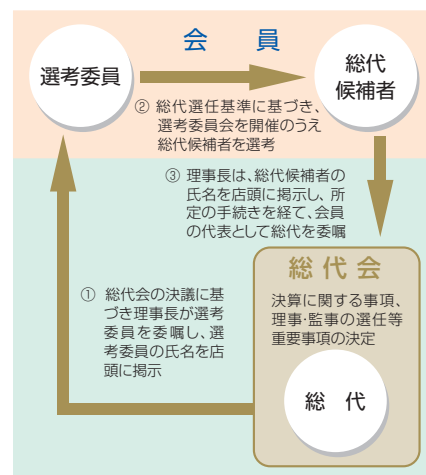 会　員
選考委員
総代
候補者
② 総代選任基準に基づき、
選考委員会を開催のうえ
総代候補者を選考
③ 理事長は、総代候補者の
氏名を店頭に掲示し、所
定の手続きを経て、会員
の代表として総代を委嘱
総代会
決算に関する事項、
理事・監事の選任等
重要事項の決定
総　代
① 総代会の決議に基
づき理事長が選考
委員を委嘱し、選
考委員の氏名を店
頭に掲示